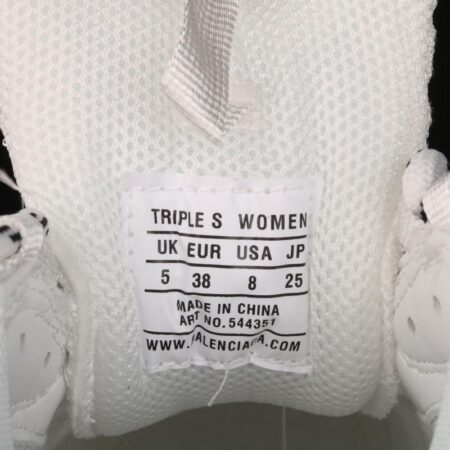 TRIPLE S WOMEN
UK EUR USA JP
5 38 8 25
MADE IN CHINA
ART NO.544351
WWW.BALENCIAGA.COM